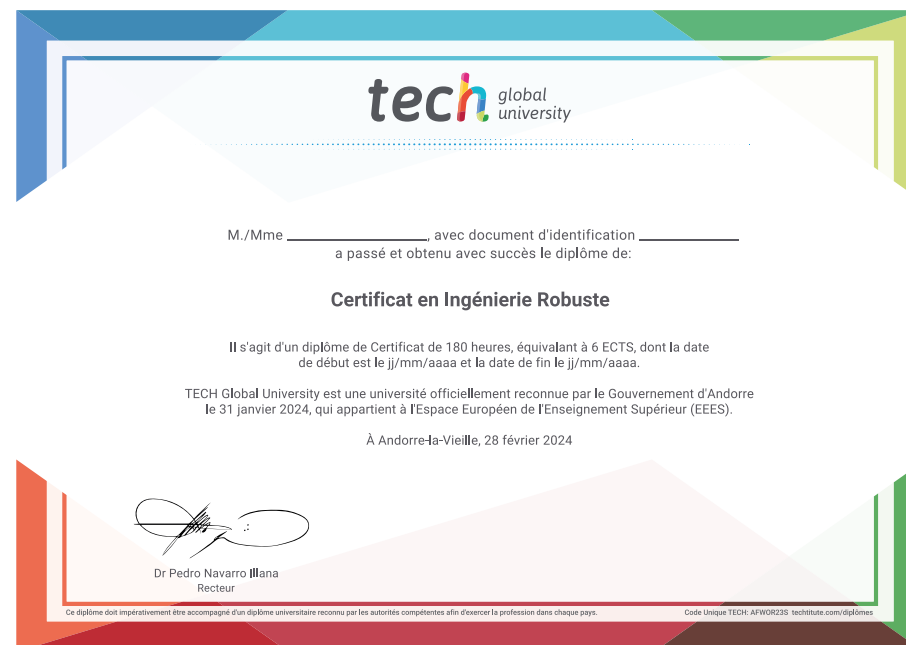 tech global university
M./Mme ____________________, avec document d'identification ______________
a passé et obtenu avec succès le diplôme de:
Certificat en Ingénierie Robuste
Il s'agit d'un diplôme de Certificat de 180 heures, équivalant à 6 ECTS, dont la date
de début est le jj/mm/aaaa et la date de fin le jj/mm/aaaa.
TECH Global University est une université officiellement reconnue par le Gouvernement d'Andorre
le 31 janvier 2024, qui appartient à l'Espace Européen de l'Enseignement Supérieur (EEES).
À Andorre-la-Vieille, 28 février 2024
Dr Pedro Navarro Illana
Recteur
Ce diplôme doit impérativement être accompagné d'un diplôme universitaire reconnu par les autorités compétentes afin d'exercer la profession dans chaque pays.
Code Unique TECH: AFWOR23S techtitute.com/diplômes